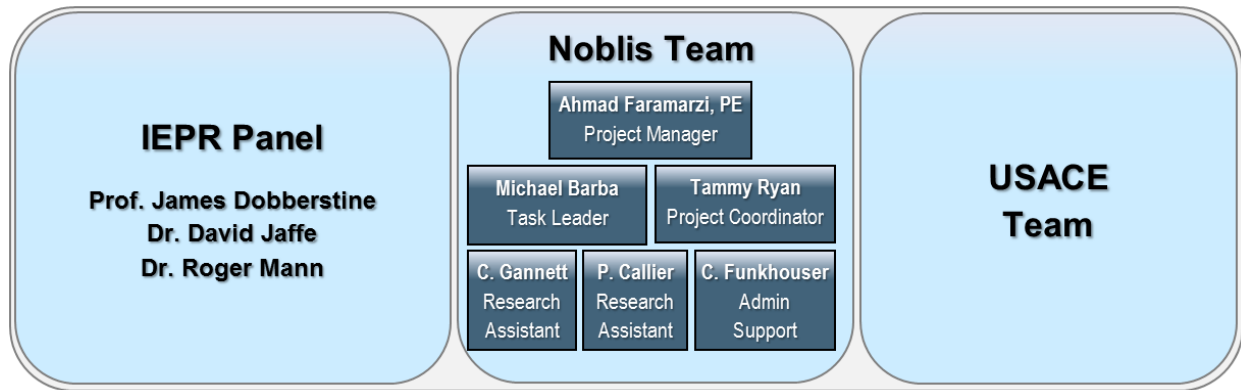 IEPR Panel
Prof. James Dobberstine
Dr. David Jaffe
Dr. Roger Mann
Noblis Team
Ahmad Faramarzi, PE
Project Manager
Michael Barba
Task Leader
Tammy Ryan
Project Coordinator
C. Gannett
Research
Assistant
P. Callier
Research
Assistant
C. Funkhouser
Admin
Support
USACE
Team